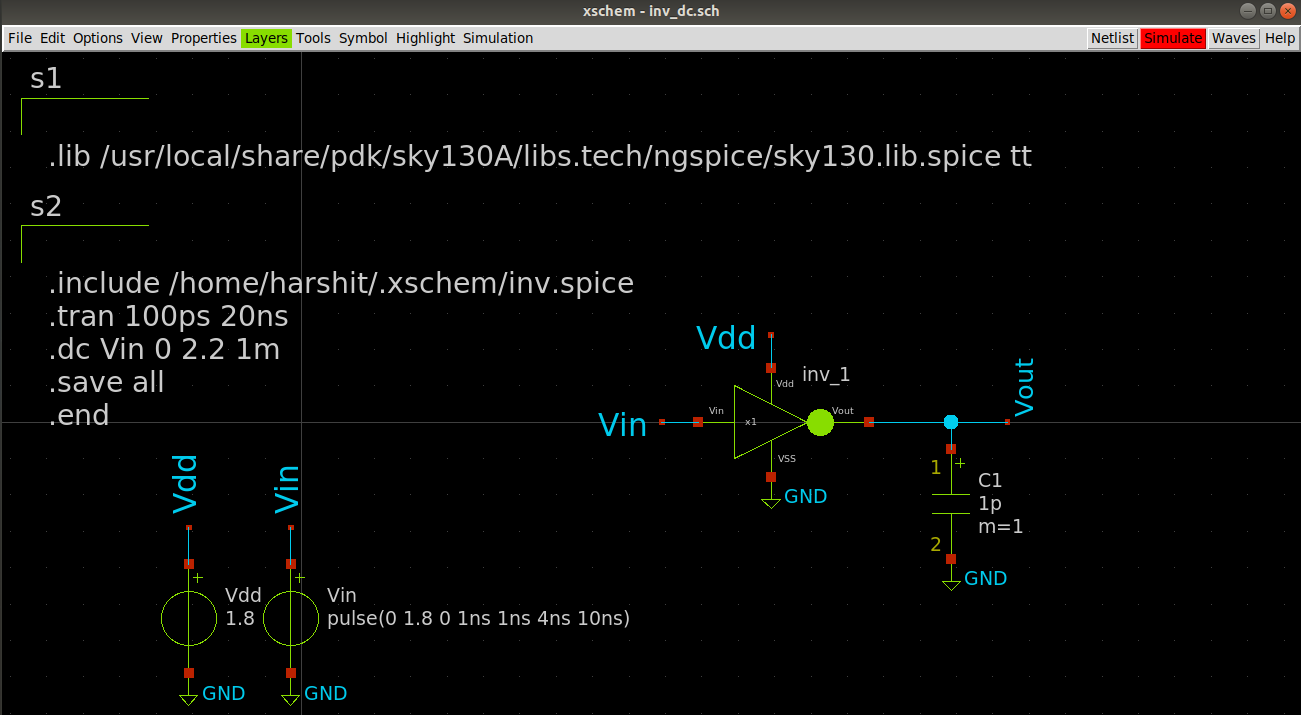 xschem - inv_dc.sch
File Edit Options View Properties Layers Tools Symbol Highlight Simulation Netlist Simulate Waves Help
s1
.lib /usr/local/share/pdk/sky130A/libs.tech/ngspice/sky130.lib.spice tt
s2
.include /home/harshit/.xschem/inv.spice
.tran 100ps 20ns
.dc Vin 0 2.2 1m
.save all
.end
Vdd
Vdd
inv_1
Vin
Vin
x1
Vout
Vout
VSS
GND
1
C1
1p
m=1
2
GND
Vdd
Vin
Vdd
1.8
Vin
pulse(0 1.8 0 1ns 1ns 4ns 10ns)
GND
GND